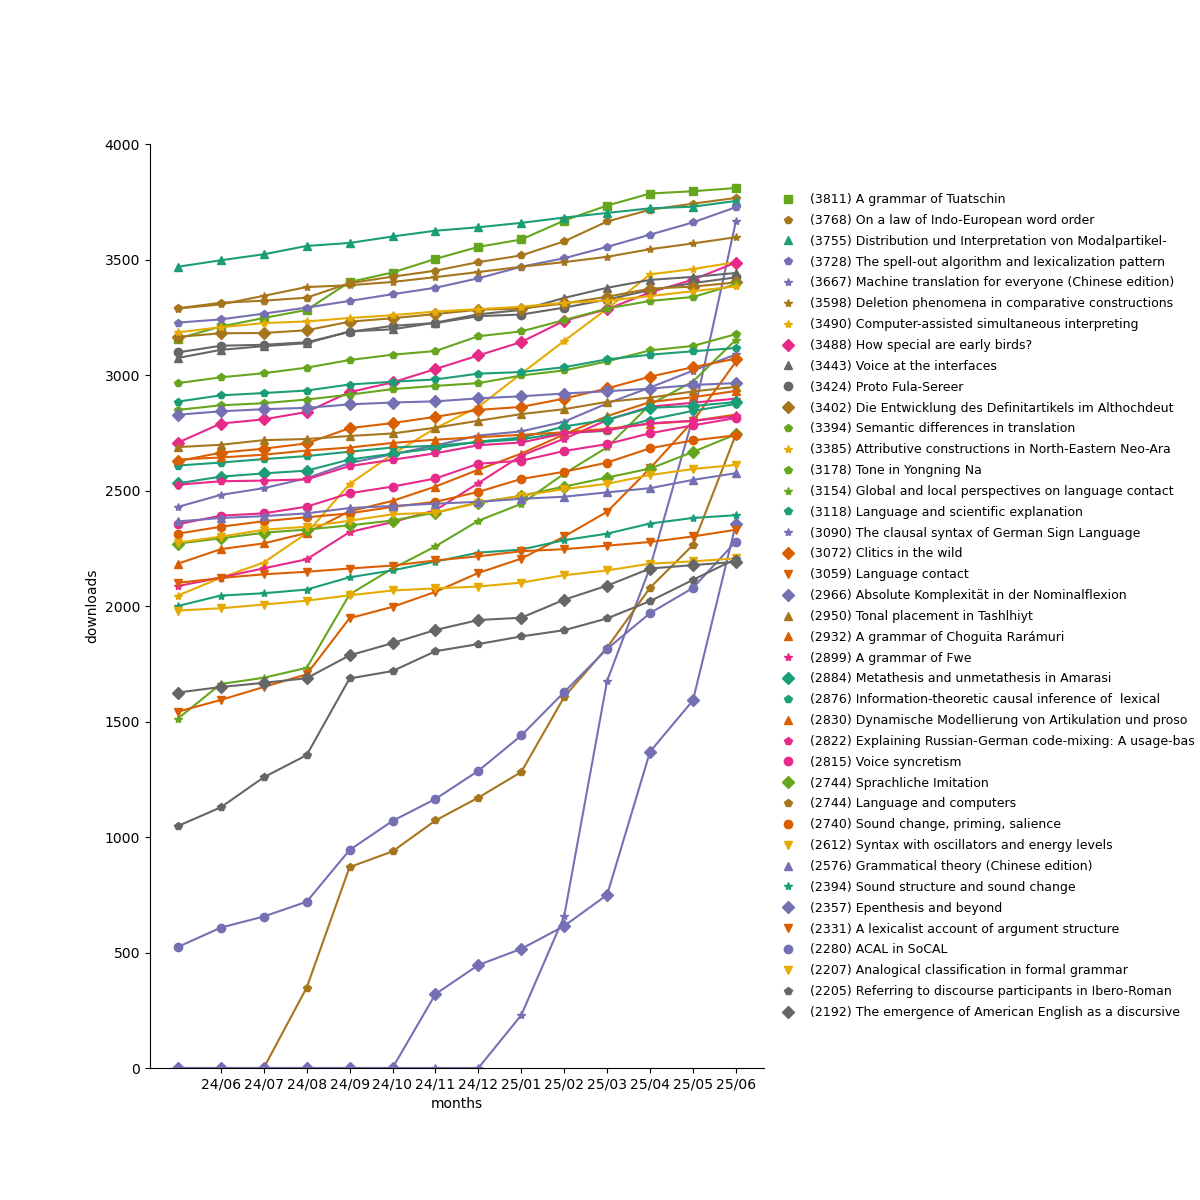 4000
3500
3000
2500
2000
1500
1000
500
0
downloads
24/06 24/07 24/08 24/09 24/10 24/11 24/12 25/01 25/02 25/03 25/04 25/05 25/06
months
(3811) A grammar of Tuatschin
(3768) On a law of Indo-European word order
(3755) Distribution und Interpretation von Modalpartikel-
(3728) The spell-out algorithm and lexicalization pattern
(3667) Machine translation for everyone (Chinese edition)
(3598) Deletion phenomena in comparative constructions
(3490) Computer-assisted simultaneous interpreting
(3488) How special are early birds?
(3443) Voice at the interfaces
(3424) Proto Fula-Sereer
(3402) Die Entwicklung des Definitartikels im Althochdeut
(3394) Semantic differences in translation
(3385) Attributive constructions in North-Eastern Neo-Ara
(3178) Tone in Yongning Na
(3154) Global and local perspectives on language contact
(3118) Language and scientific explanation
(3090) The clausal syntax of German Sign Language
(3072) Clitics in the wild
(3059) Language contact
(2966) Absolute Komplexität in der Nominalflexion
(2950) Tonal placement in Tashlhiyt
(2932) A grammar of Choguita Rarámuri
(2899) A grammar of Fwe
(2884) Metathesis and unmetathesis in Amarasi
(2876) Information-theoretic causal inference of  lexical
(2830) Dynamische Modellierung von Artikulation und proso
(2822) Explaining Russian-German code-mixing: A usage-bas
(2815) Voice syncretism
(2744) Sprachliche Imitation
(2744) Language and computers
(2740) Sound change, priming, salience
(2612) Syntax with oscillators and energy levels
(2576) Grammatical theory (Chinese edition)
(2394) Sound structure and sound change
(2357) Epenthesis and beyond
(2331) A lexicalist account of argument structure
(2280) ACAL in SoCAL
(2207) Analogical classification in formal grammar
(2205) Referring to discourse participants in Ibero-Roman
(2192) The emergence of American English as a discursive